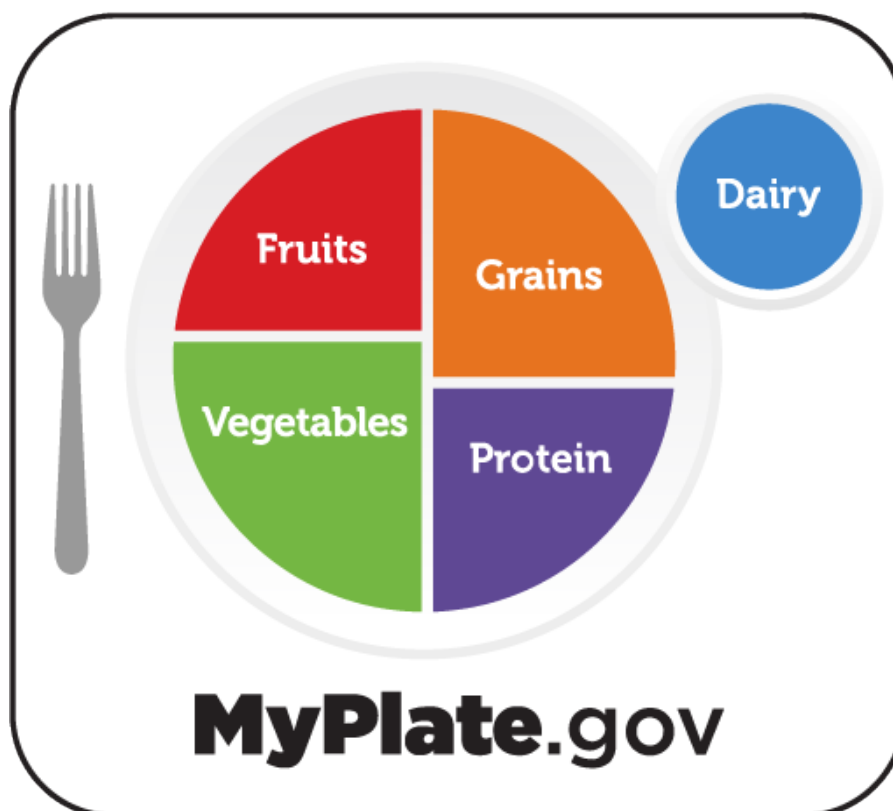 Fruits
Grains
Dairy
Vegetables
Protein
MyPlate.gov